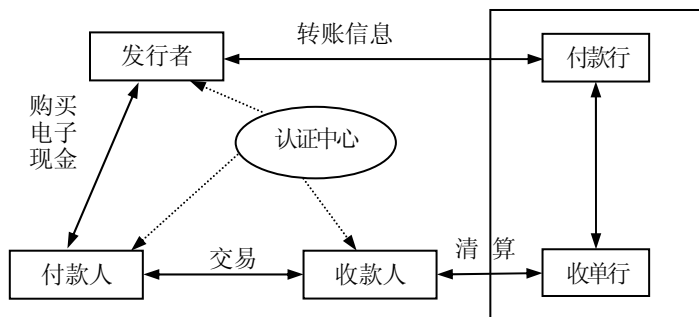 转账信息
发行者
付款行
购买
电子
现金
认证中心
交易
清 算
付款人
收款人
收单行